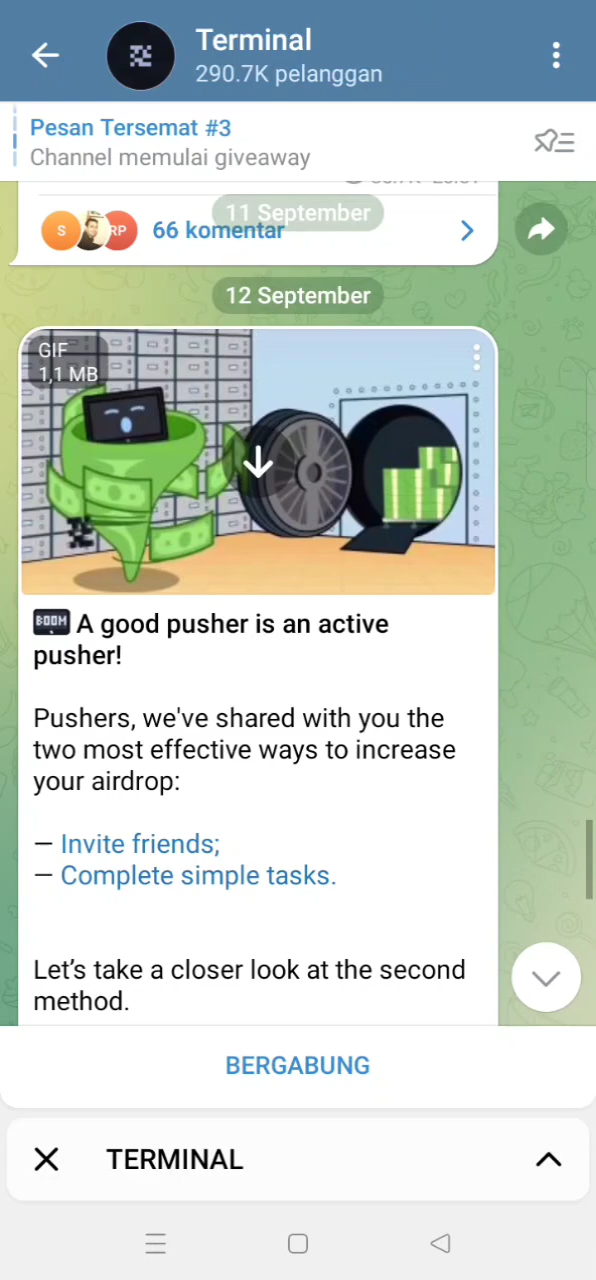 Terminal
290.7K pelanggan
Pesan Tersemat #3
Channel memulai giveaway
11 September
S
RP
66 komentar
12 September
GIF
1,1 MB
BOOM A good pusher is an active
pusher!
Pushers, we've shared with you the
two most effective ways to increase
your airdrop:
— Invite friends;
— Complete simple tasks.
Let’s take a closer look at the second
method.
BERGABUNG
TERMINAL